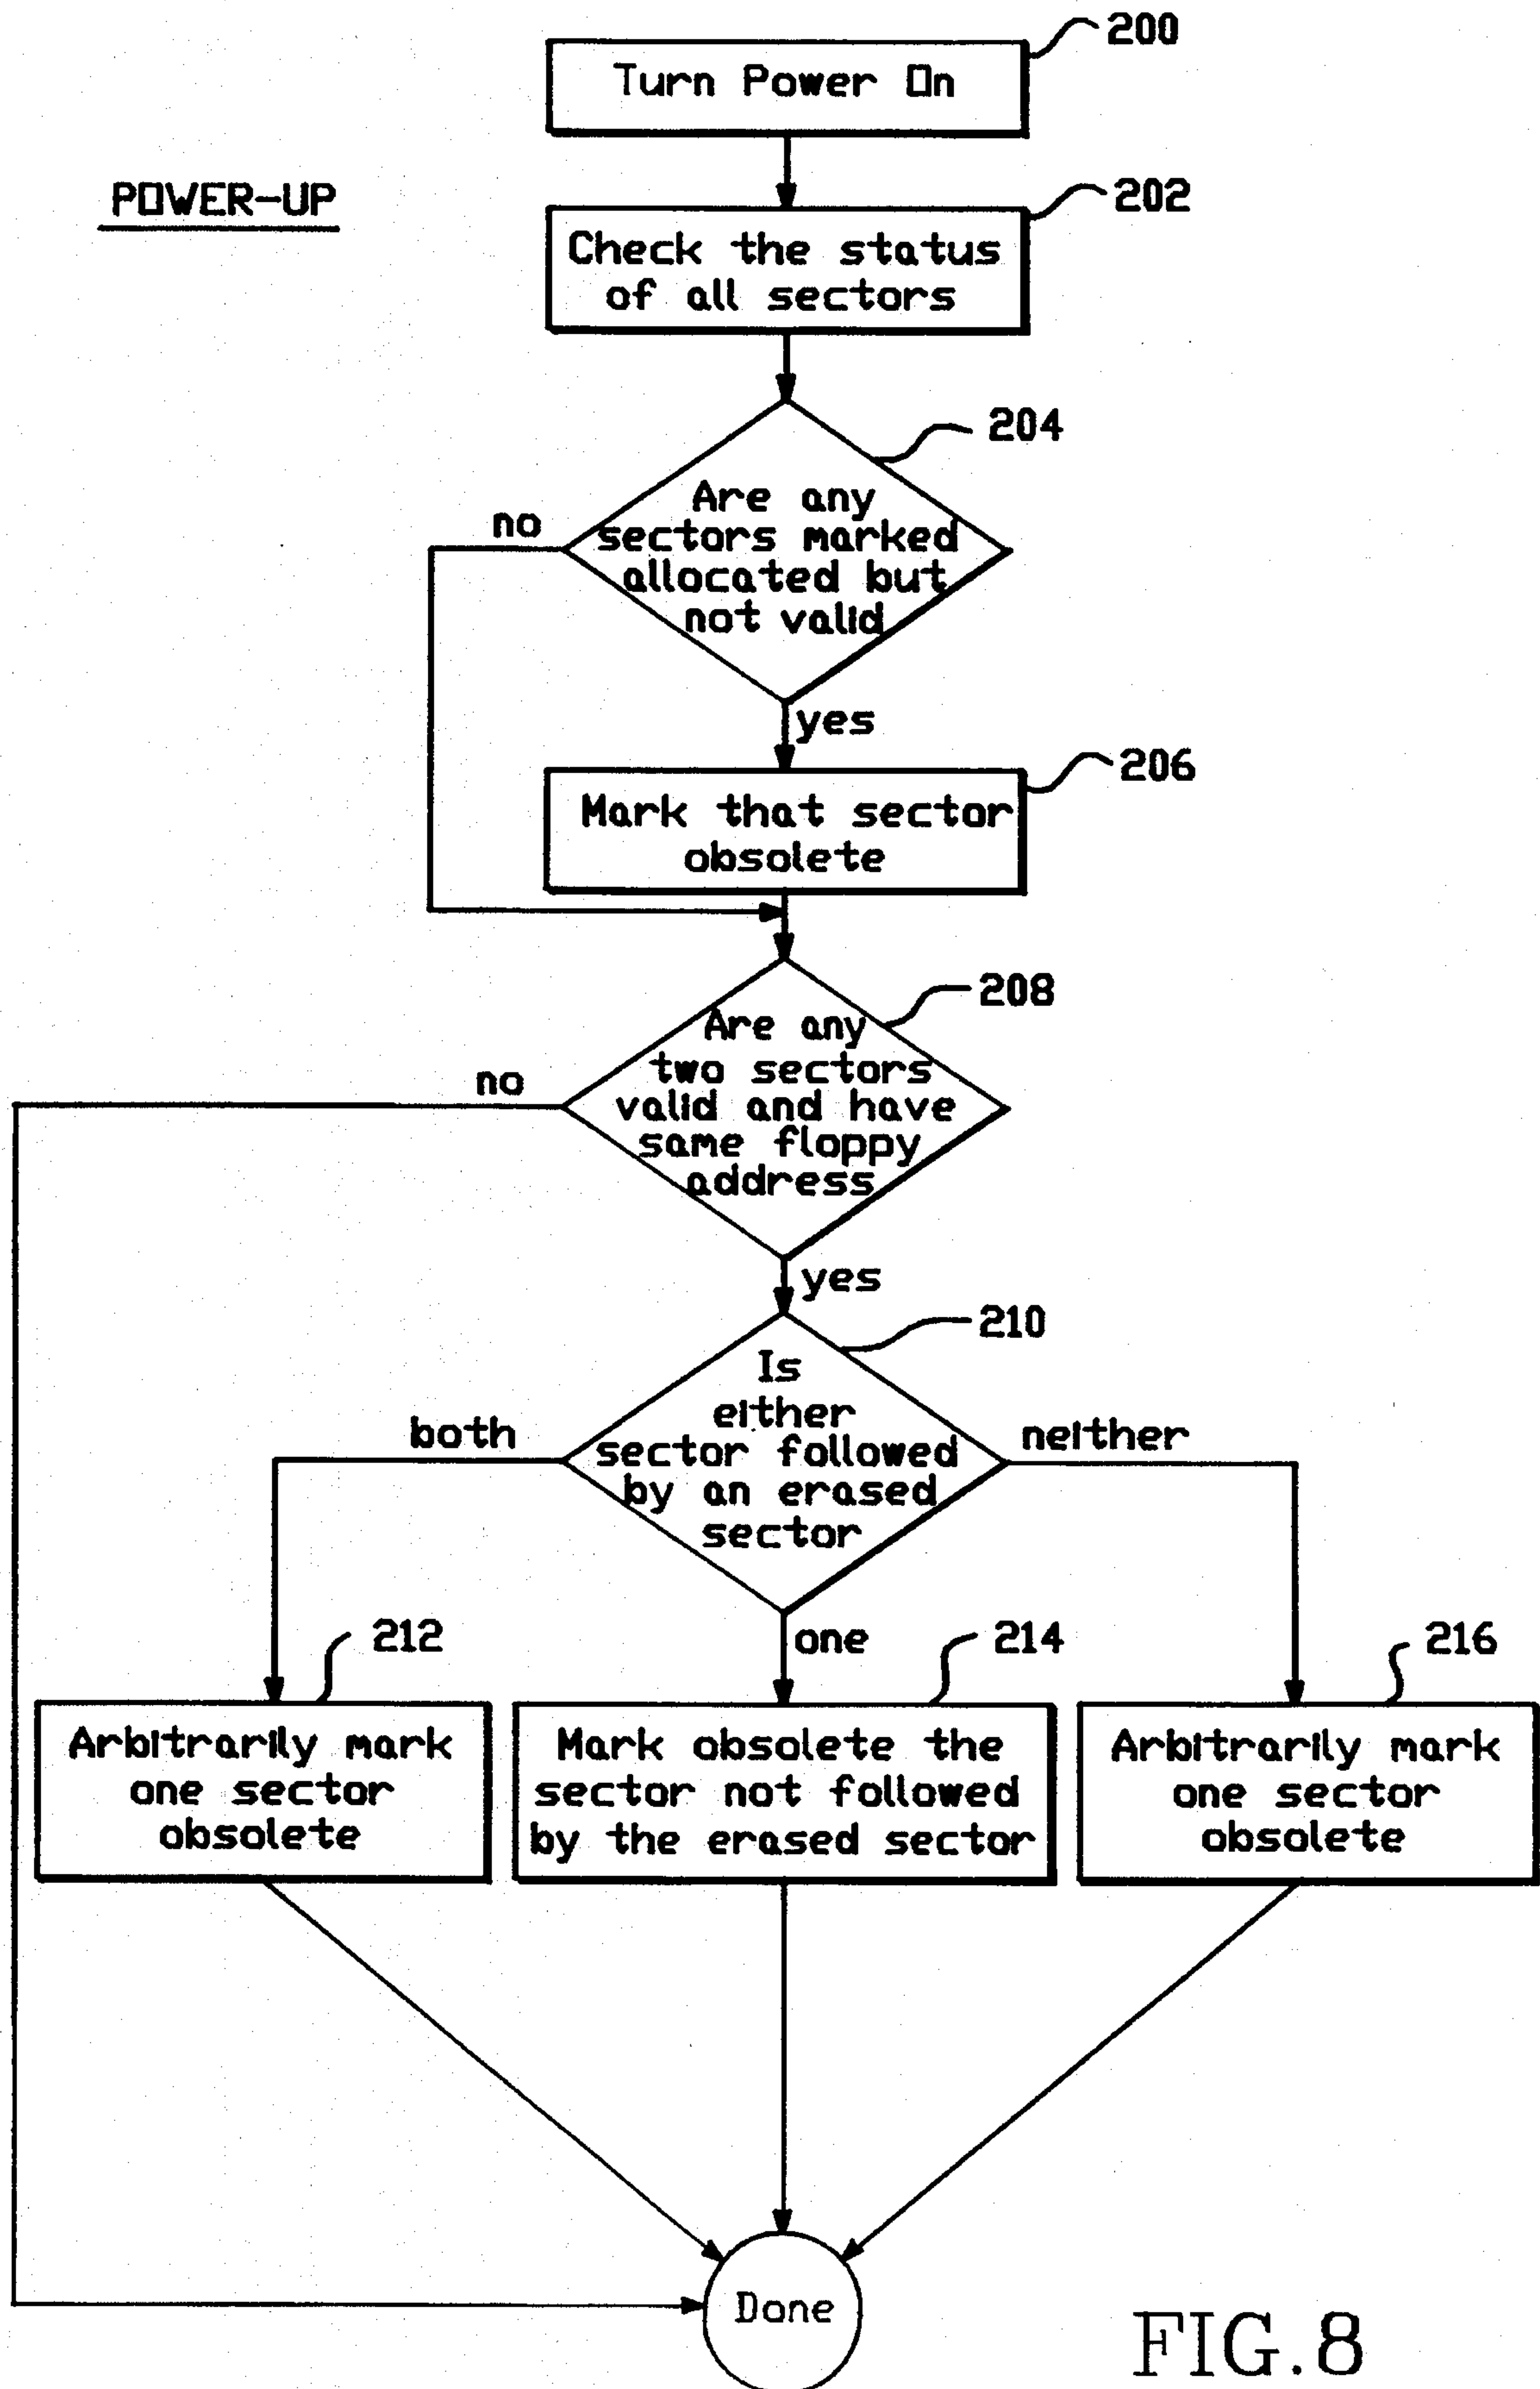 200
Turn Power On
POWER-UP
202
Check the status
of all sectors
204
Are any
sectors marked
allocated but
not valid
no
yes
206
Mark that sector
obsolete
208
Are any
two sectors
valid and have
same floppy
address
no
yes
210
Is
either
sector followed
by an erased
sector
both
neither
one
212
214
216
Arbitrarily mark
one sector
obsolete
Mark obsolete the
sector not followed
by the erased sector
Arbitrarily mark
one sector
obsolete
Done
FIG.8